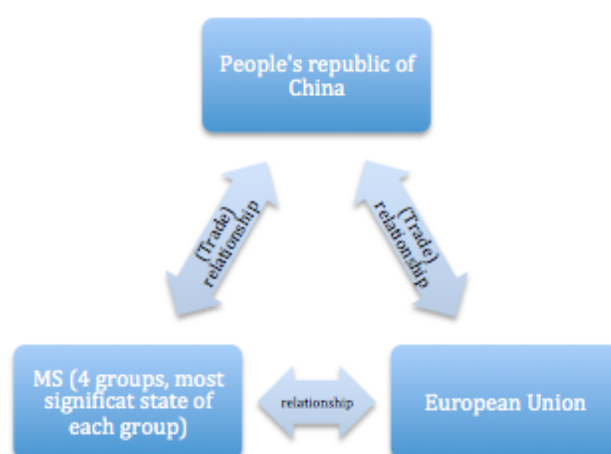 People's republic of
China
(Trade)
relationship
(Trade)
relationship
MS (4 groups, most
significat state of
each group)
relationship
European Union